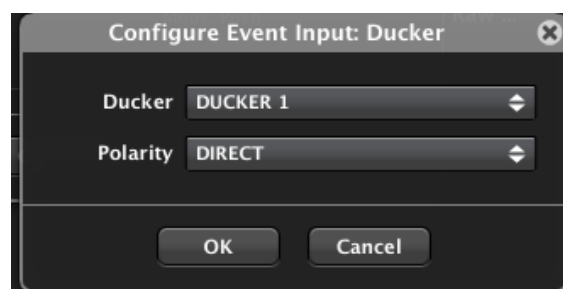 Configure Event Input: Ducker
Ducker DUCKER 1
Polarity DIRECT
OK Cancel